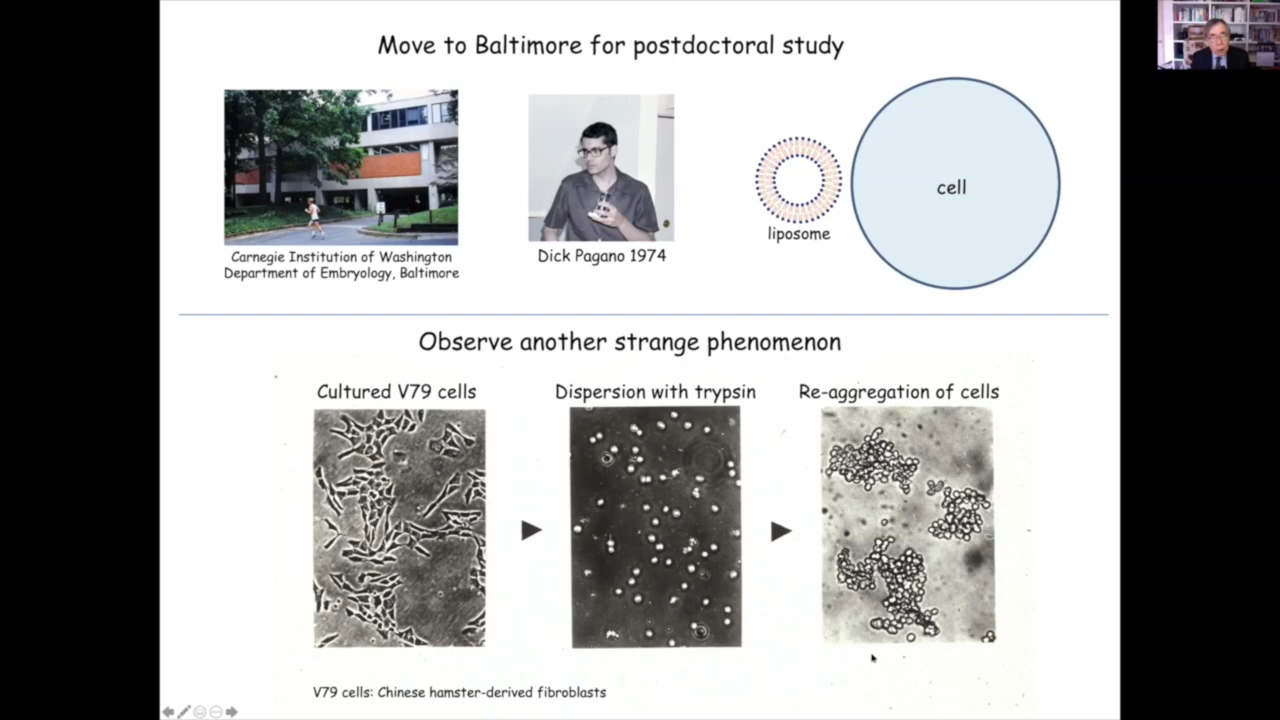 Move to Baltimore for postdoctoral study
Carnegie Institution of Washington
Department of Embryology, Baltimore
Dick Pagano 1974
liposome
cell
Observe another strange phenomenon
Cultured V79 cells
Dispersion with trypsin
Re-aggregation of cells
V79 cells: Chinese hamster-derived fibroblasts